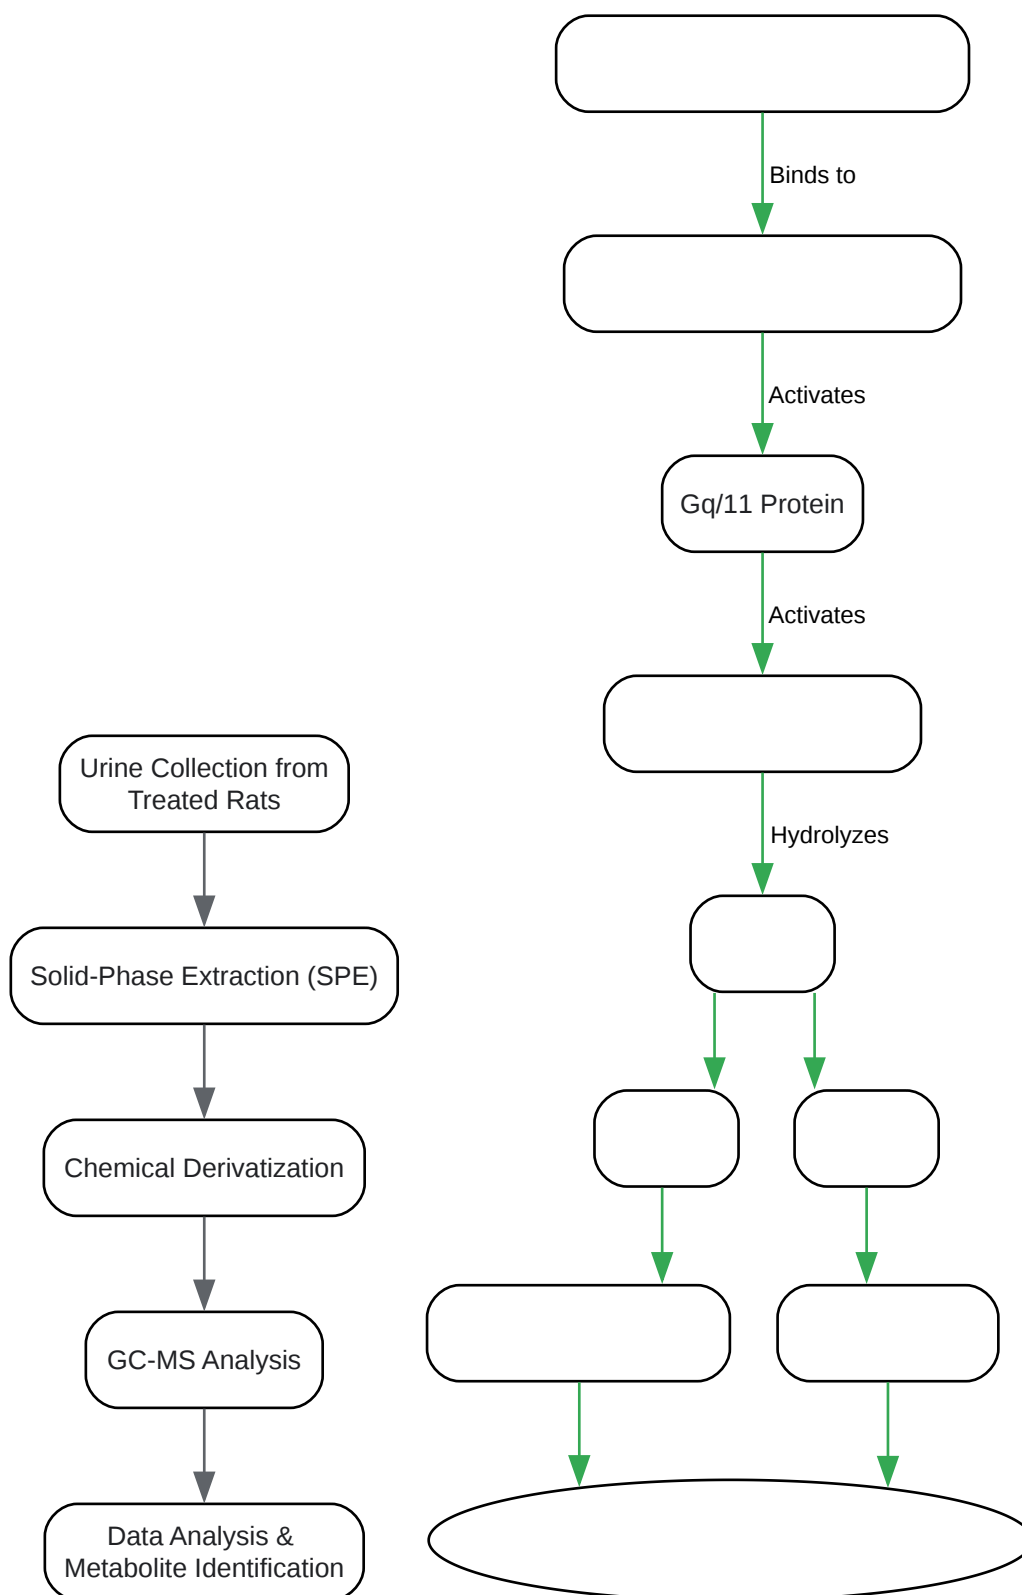 Binds to
Activates
Gq/11 Protein
Activates
Hydrolyzes
Urine Collection from
Treated Rats
Solid-Phase Extraction (SPE)
Chemical Derivatization
GC-MS Analysis
Data Analysis &
Metabolite Identification